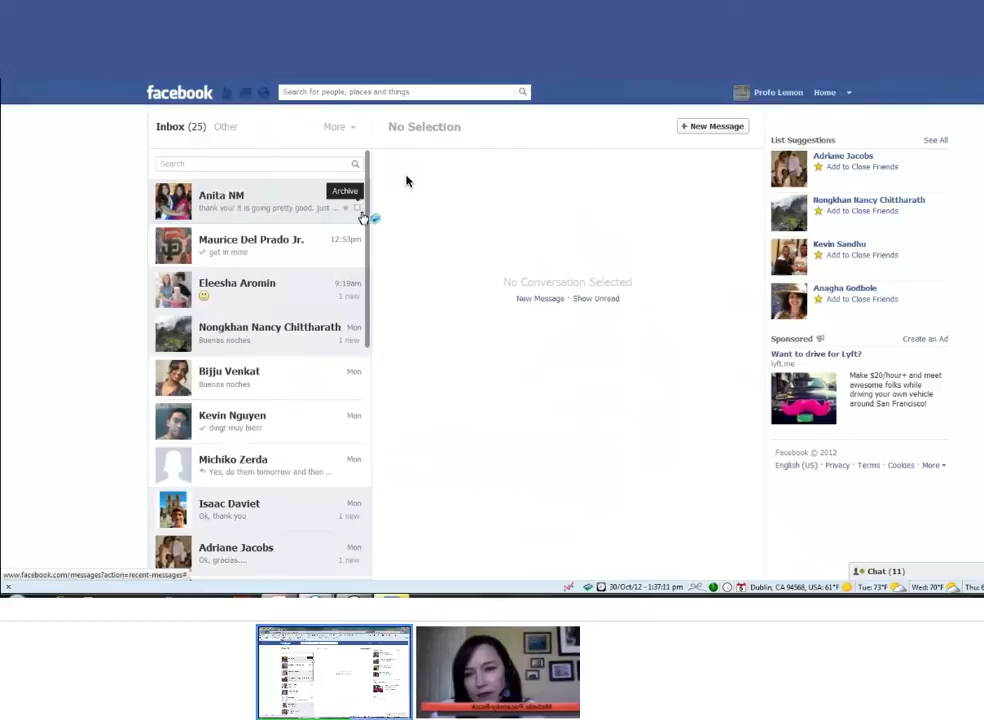 facebook
Search for people, places and things
Profe Lemon Home
Inbox (25) Other More
No Selection
+ New Message
Search
Archive
Anita NM
thank you! it is going pretty good. just ...
Maurice Del Prado Jr. 12:53pm
get in mine
Eleesha Aromin 9:19am
1 new
Nongkhan Nancy Chittharath Mon
Buenas noches 1 new
Bijju Venkat Mon
Buenas noches
Kevin Nguyen Mon
ding! muy bien!
Michiko Zerda Mon
Yes, do them tomorrow and then ...
Isaac Daviet Mon
Ok, thank you 1 new
Adriane Jacobs Mon
Ok, gracias.... 1 new
No Conversation Selected
New Message · Show Unread
List Suggestions See All
Adriane Jacobs
Add to Close Friends
Nongkhan Nancy Chittharath
Add to Close Friends
Kevin Sandhu
Add to Close Friends
Anagha Godbole
Add to Close Friends
Sponsored Create an Ad
Want to drive for Lyft?
lyft.me
Make $20/hour+ and meet
awesome folks while
driving your own vehicle
around San Francisco!
Facebook © 2012
English (US) · Privacy · Terms · Cookies · More
Chat (11)
www.facebook.com/messages?action=recent-messages#
30/Oct/12 - 1:37:11 pm Dublin, CA 94568, USA: 61°F Tue: 73°F Wed: 70°F Thu: 6